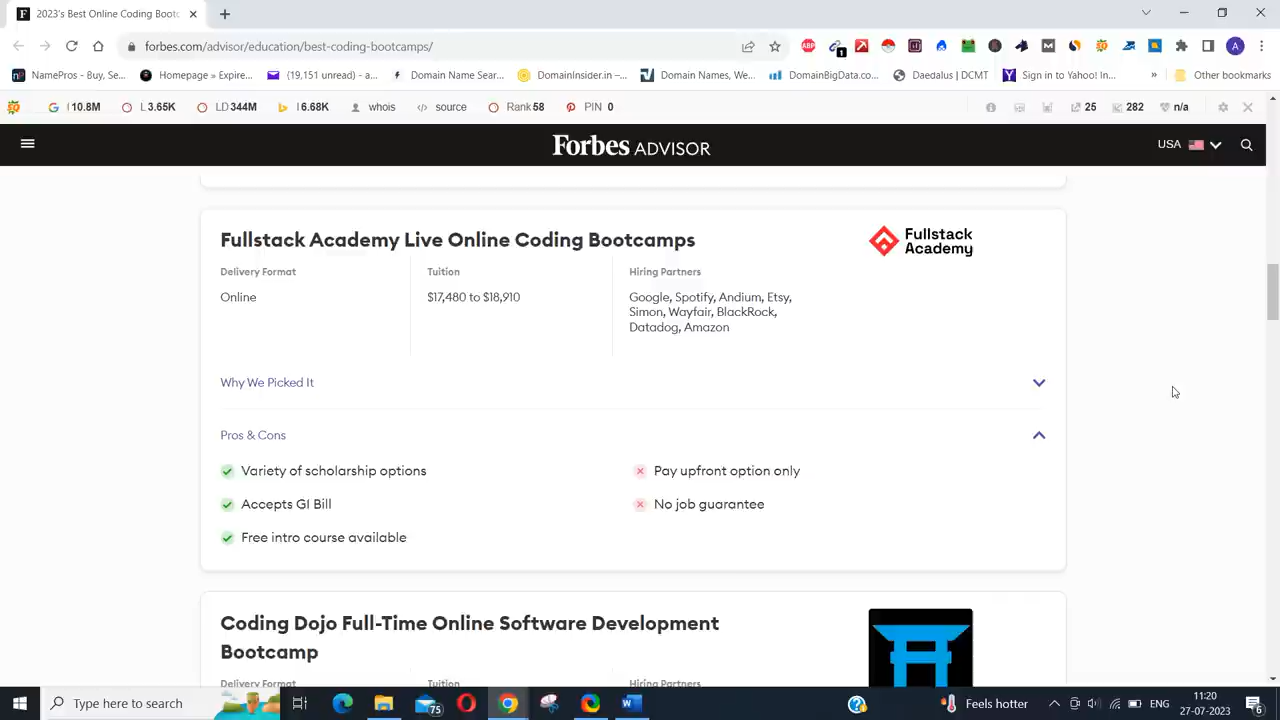 2023's Best Online Coding Bootc
forbes.com/advisor/education/best-coding-bootcamps/
NamePros - Buy, Se...
Homepage » Expire...
(19,151 unread) - a...
Domain Name Sear...
DomainInsider.in –...
Domain Names, We...
DomainBigData.co...
Daedalus | DCMT
Sign in to Yahoo! In...
»
Other bookmarks
I 10.8M
L 3.65K
LD 344M
I 6.68K
whois
source
Rank 58
PIN 0
25
282
n/a
Forbes ADVISOR
USA
Fullstack Academy Live Online Coding Bootcamps
Fullstack
Academy
Delivery Format
Tuition
Hiring Partners
Online
$17,480 to $18,910
Google, Spotify, Andium, Etsy,
Simon, Wayfair, BlackRock,
Datadog, Amazon
Why We Picked It
Pros & Cons
Variety of scholarship options
Pay upfront option only
Accepts GI Bill
No job guarantee
Free intro course available
Coding Dojo Full-Time Online Software Development
Bootcamp
Delivery Format
Tuition
Hiring Partners
Type here to search
75
Feels hotter
ENG
11:20
27-07-2023
6